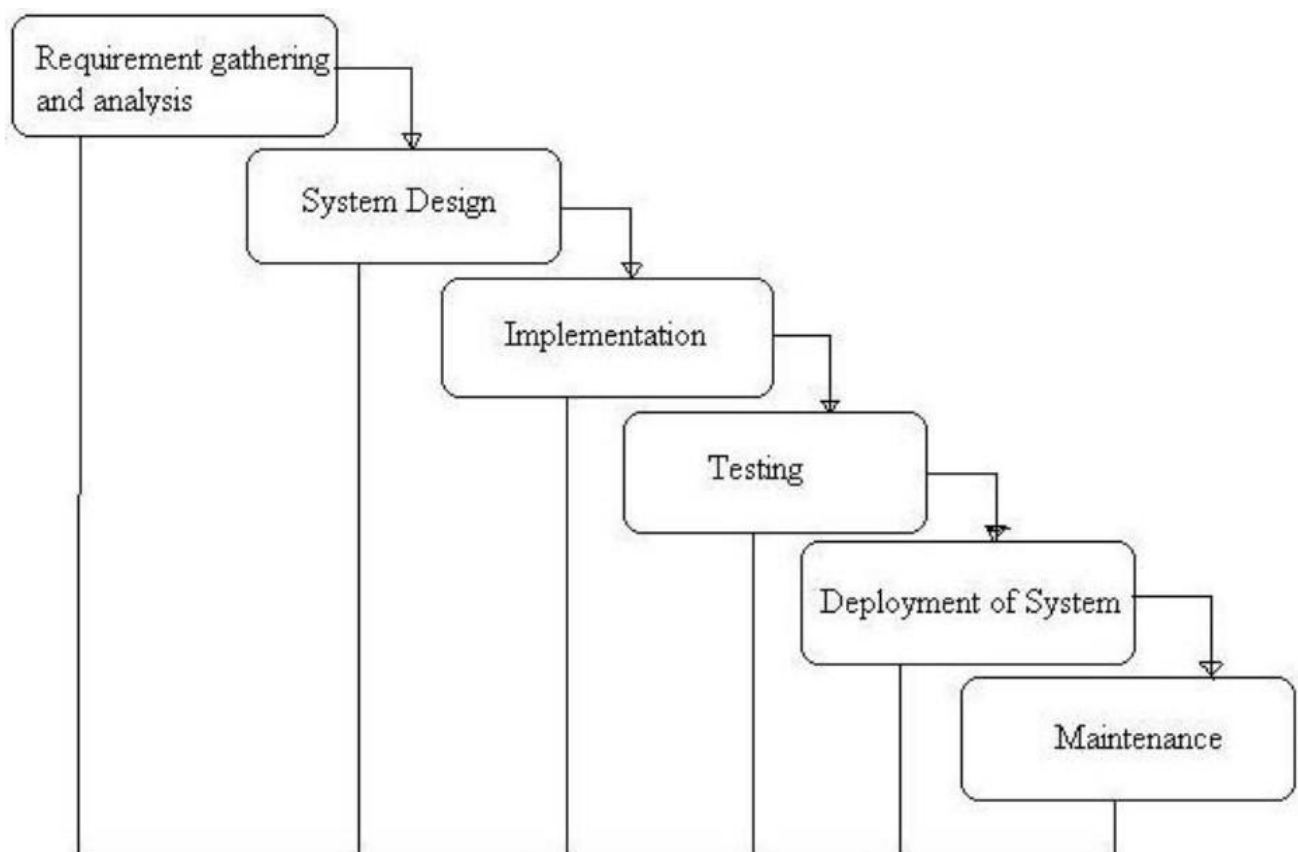 Requirement gathering
and analysis
System Design
Implementation
Testing
Deployment of System
Maintenance